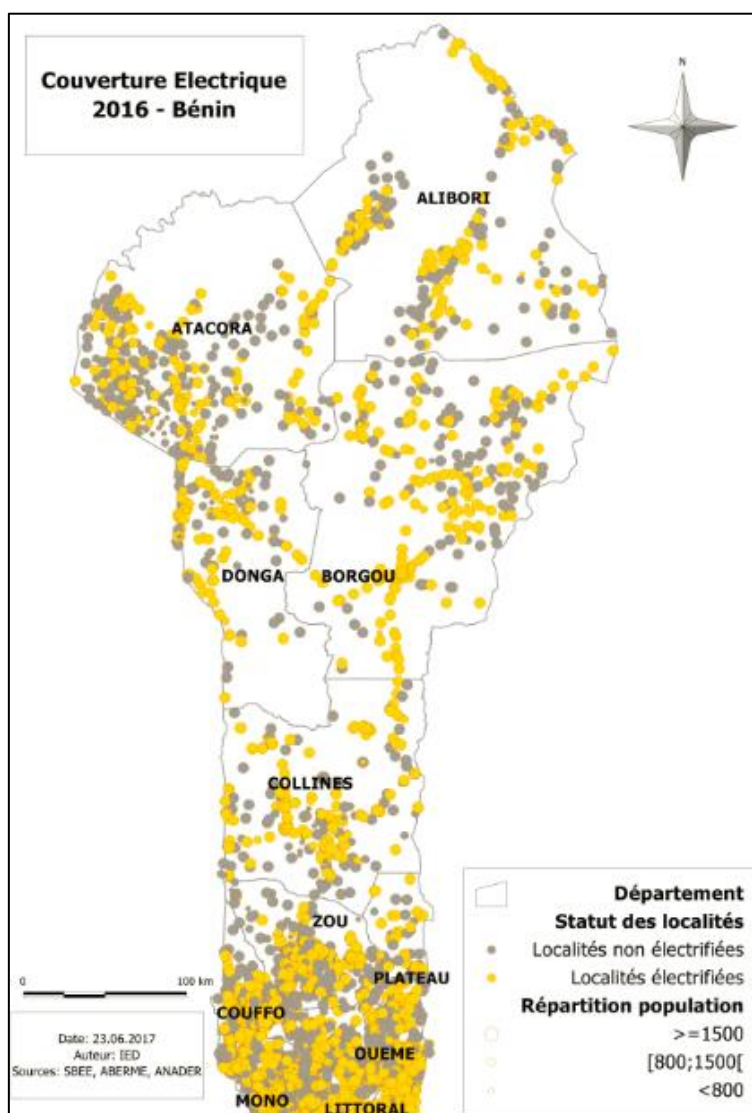 Couverture Electrique
2016 - Bénin
N
ALIBORI
ATACORA
DONGA
BORGOU
COLLINES
ZOU
PLATEAU
COUFFO
OUEME
MONO
LITTORAL
0 100 km
Date: 23.06.2017
Auteur: IED
Sources: SBEE, ABERME, ANADER
Département
Statut des localités
Localités non électrifiées
Localités électrifiées
Répartition population
>=1500
[800;1500[
<800